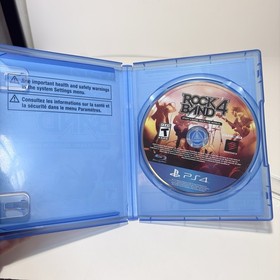 ⚠ Use important health and safety warnings
in the system Settings menu.
⚠ Consultez les informations sur la santé et
la sécurité dans le menu Paramètres.
ROCK
BAND 4
T
PS4